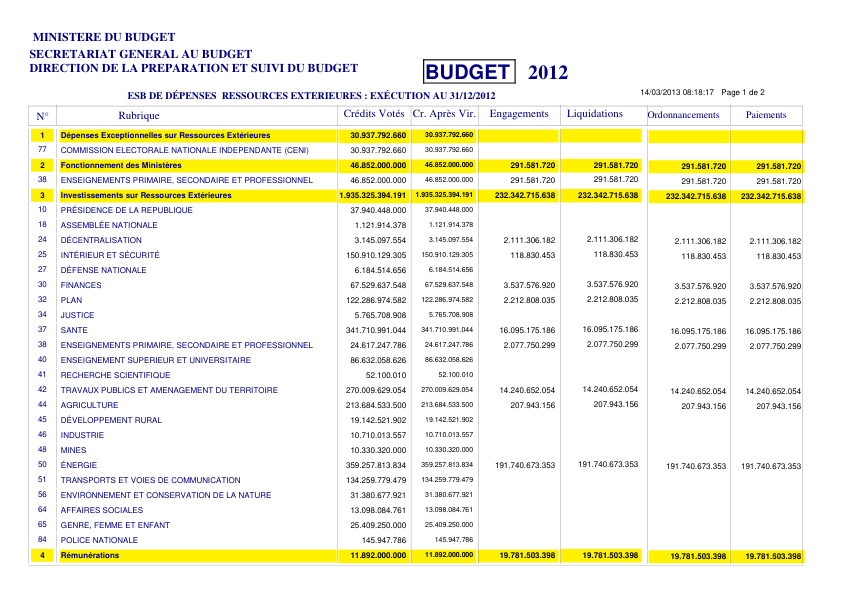 MINISTERE DU BUDGET
SECRETARIAT GENERAL AU BUDGET
DIRECTION DE LA PREPARATION ET SUIVI DU BUDGET
BUDGET 2012
ESB DE DÉPENSES RESSOURCES EXTERIEURES : EXÉCUTION AU 31/12/2012
14/03/2013 08:18:17 Page 1 de 2
N° Rubrique Crédits Votés Cr. Après Vir. Engagements Liquidations Ordonnancements Paiements
1 Dépenses Exceptionnelles sur Ressources Extérieures 30.937.792.660 30.937.792.660
77 COMMISSION ELECTORALE NATIONALE INDEPENDANTE (CENI) 30.937.792.660 30.937.792.660
2 Fonctionnement des Ministères 46.852.000.000 46.852.000.000 291.581.720 291.581.720 291.581.720 291.581.720
38 ENSEIGNEMENTS PRIMAIRE, SECONDAIRE ET PROFESSIONNEL 46.852.000.000 46.852.000.000 291.581.720 291.581.720 291.581.720 291.581.720
3 Investissements sur Ressources Extérieures 1.935.325.394.191 1.935.325.394.191 232.342.715.638 232.342.715.638 232.342.715.638 232.342.715.638
10 PRÉSIDENCE DE LA REPUBLIQUE 37.940.448.000 37.940.448.000
18 ASSEMBLÉE NATIONALE 1.121.914.378 1.121.914.378
24 DÉCENTRALISATION 3.145.097.554 3.145.097.554 2.111.306.182 2.111.306.182 2.111.306.182 2.111.306.182
25 INTÉRIEUR ET SÉCURITÉ 150.910.129.305 150.910.129.305 118.830.453 118.830.453 118.830.453 118.830.453
27 DÉFENSE NATIONALE 6.184.514.656 6.184.514.656
30 FINANCES 67.529.637.548 67.529.637.548 3.537.576.920 3.537.576.920 3.537.576.920 3.537.576.920
32 PLAN 122.286.974.582 122.286.974.582 2.212.808.035 2.212.808.035 2.212.808.035 2.212.808.035
34 JUSTICE 5.765.708.908 5.765.708.908
37 SANTE 341.710.991.044 341.710.991.044 16.095.175.186 16.095.175.186 16.095.175.186 16.095.175.186
38 ENSEIGNEMENTS PRIMAIRE, SECONDAIRE ET PROFESSIONNEL 24.617.247.786 24.617.247.786 2.077.750.299 2.077.750.299 2.077.750.299 2.077.750.299
40 ENSEIGNEMENT SUPERIEUR ET UNIVERSITAIRE 86.632.058.626 86.632.058.626
41 RECHERCHE SCIENTIFIQUE 52.100.010 52.100.010
42 TRAVAUX PUBLICS ET AMENAGEMENT DU TERRITOIRE 270.009.629.054 270.009.629.054 14.240.652.054 14.240.652.054 14.240.652.054 14.240.652.054
44 AGRICULTURE 213.684.533.500 213.684.533.500 207.943.156 207.943.156 207.943.156 207.943.156
45 DÉVELOPPEMENT RURAL 19.142.521.902 19.142.521.902
46 INDUSTRIE 10.710.013.557 10.710.013.557
48 MINES 10.330.320.000 10.330.320.000
50 ÉNERGIE 359.257.813.834 359.257.813.834 191.740.673.353 191.740.673.353 191.740.673.353 191.740.673.353
51 TRANSPORTS ET VOIES DE COMMUNICATION 134.259.779.479 134.259.779.479
56 ENVIRONNEMENT ET CONSERVATION DE LA NATURE 31.380.677.921 31.380.677.921
64 AFFAIRES SOCIALES 13.098.084.761 13.098.084.761
65 GENRE, FEMME ET ENFANT 25.409.250.000 25.409.250.000
84 POLICE NATIONALE 145.947.786 145.947.786
4 Rémunérations 11.892.000.000 11.892.000.000 19.781.503.398 19.781.503.398 19.781.503.398 19.781.503.398